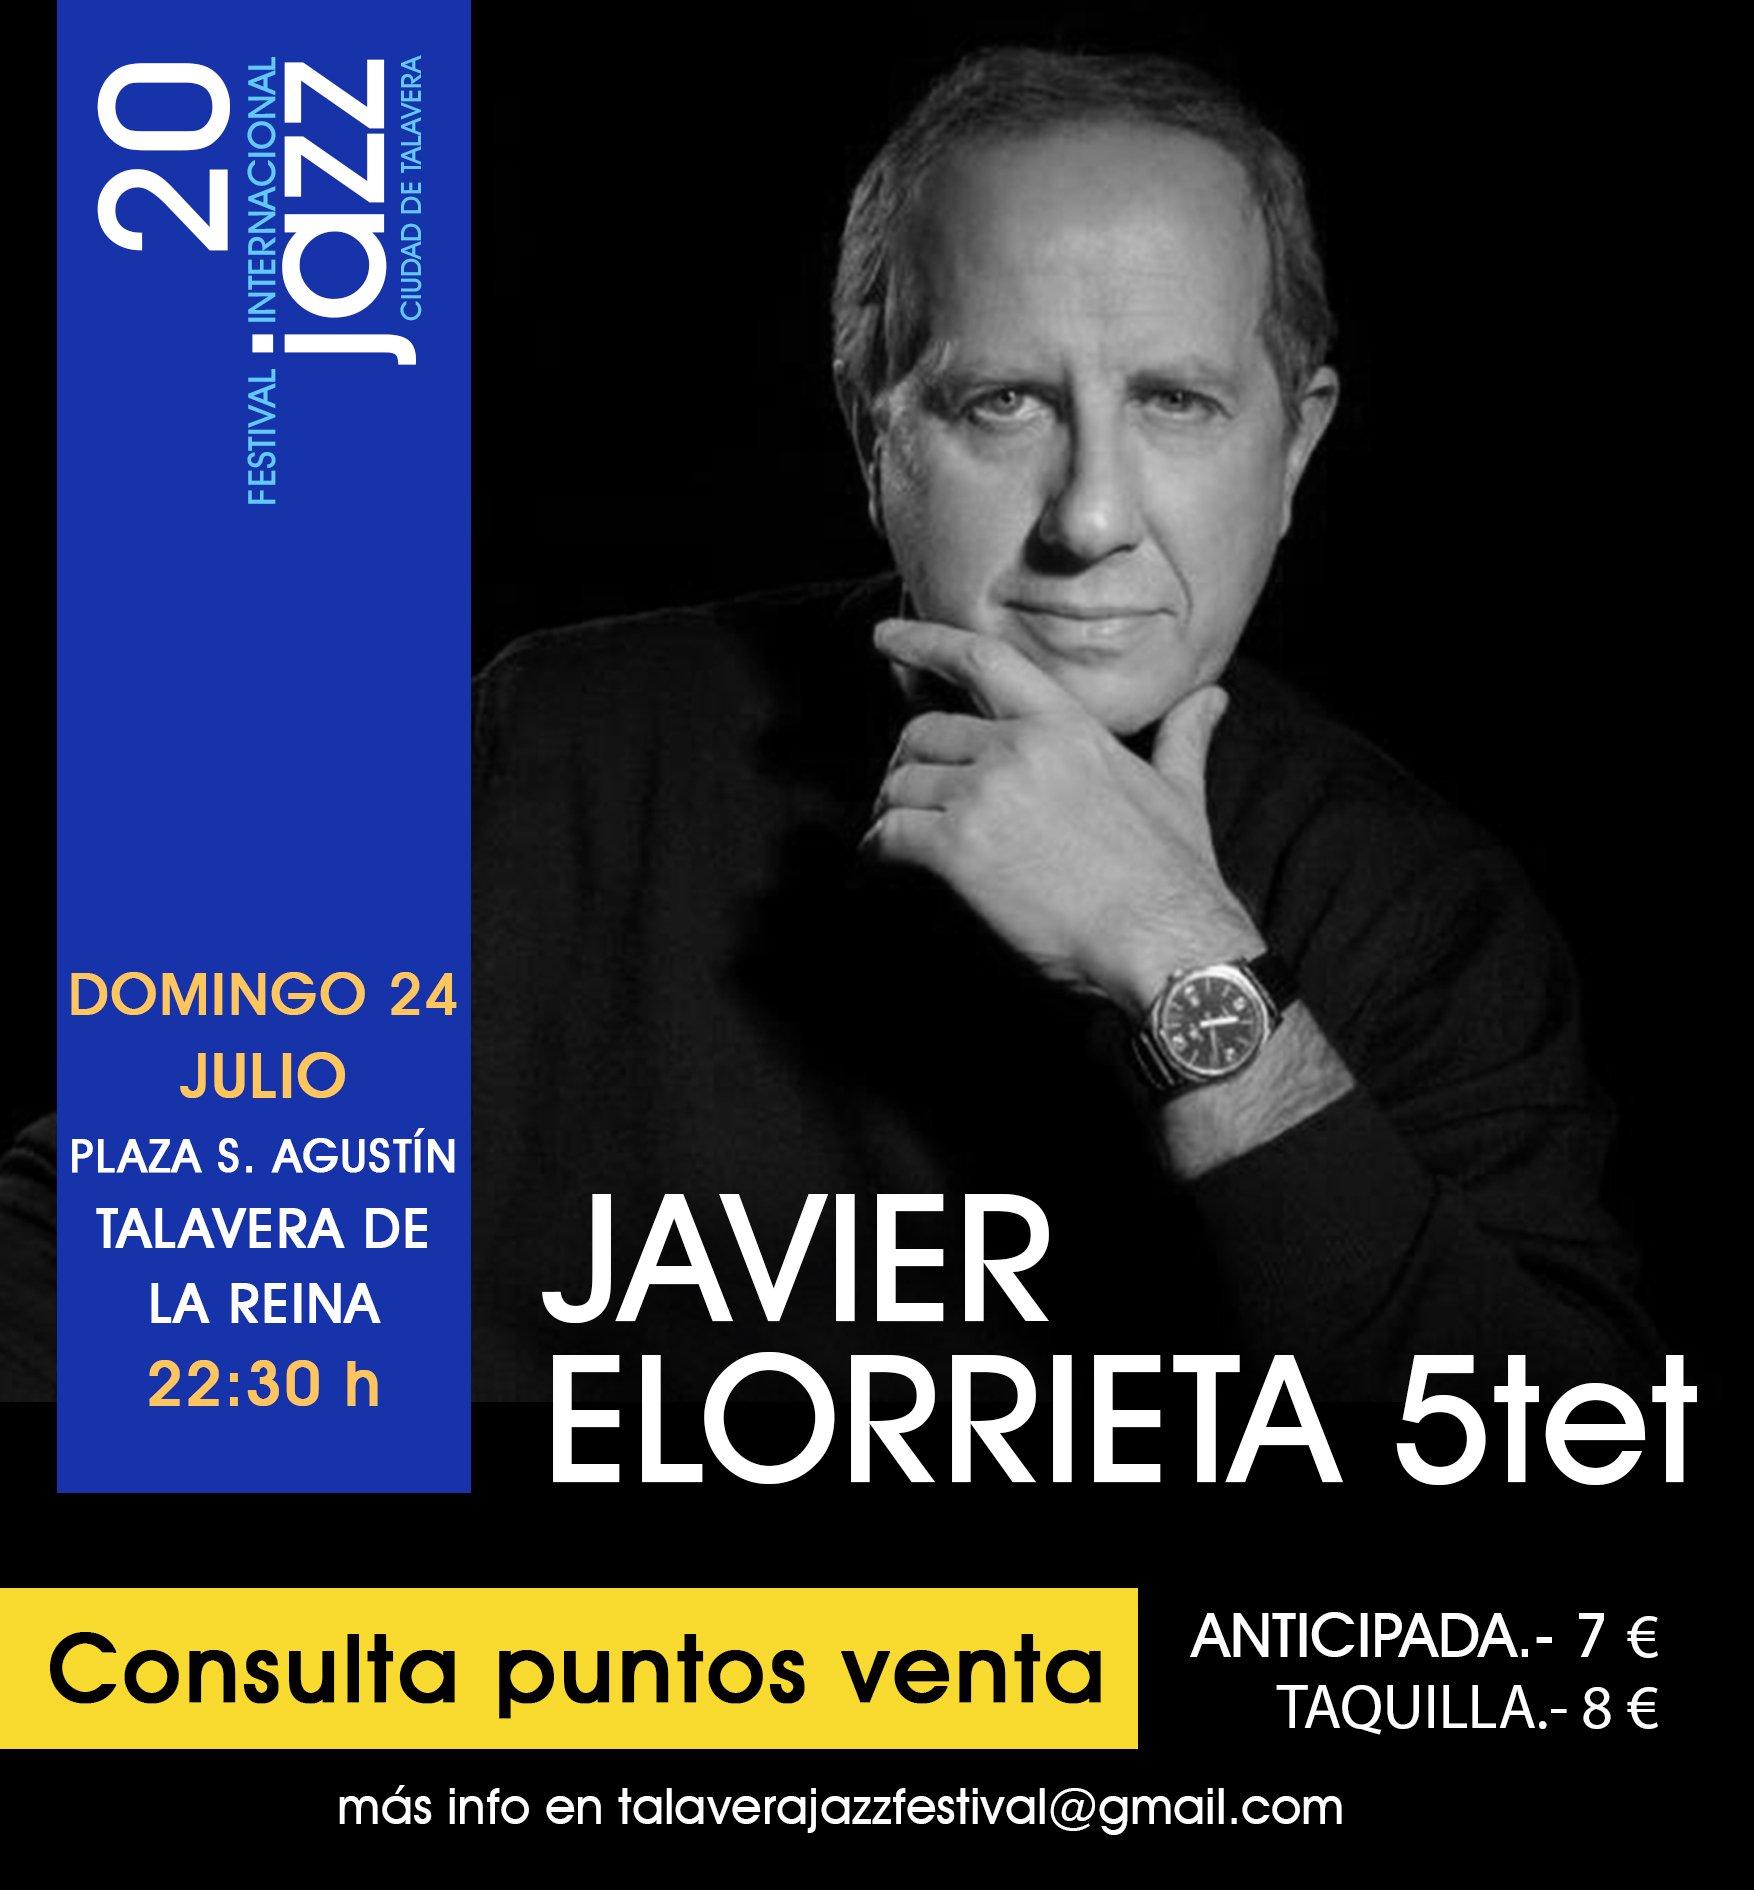 20
FESTIVAL INTERNACIONAL
jazz
CIUDAD DE TALAVERA
DOMINGO 24
JULIO
PLAZA S. AGUSTÍN
TALAVERA DE
LA REINA
22:30 h
JAVIER
ELORRIETA 5tet
Consulta puntos venta
ANTICIPADA.- 7 €
TAQUILLA.- 8 €
más info en talaverajazzfestival@gmail.com